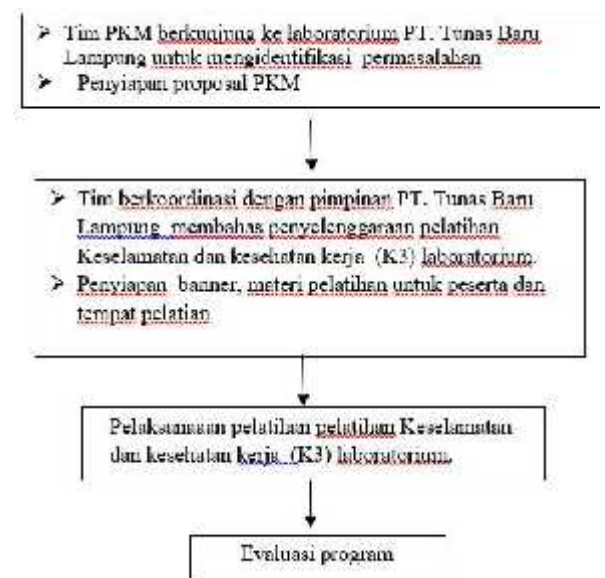 ➢ Tim PKM berkunjung ke laboratorium PT. Tunas Baru
Lampung untuk mengidentifikasi permasalahan
➢ Penyiapan proposal PKM
➢ Tim berkoordinasi dengan pimpinan PT. Tunas Baru
Lampung membahas penyelenggaraan pelatihan
Keselamatan dan kesehatan kerja (K3) laboratorium.
➢ Penyiapan banner, materi pelatihan untuk peserta dan
tempat pelatian
Pelaksanaan pelatihan pelatihan Keselamatan
dan kesehatan kerja (K3) laboratorium.
Evaluasi program